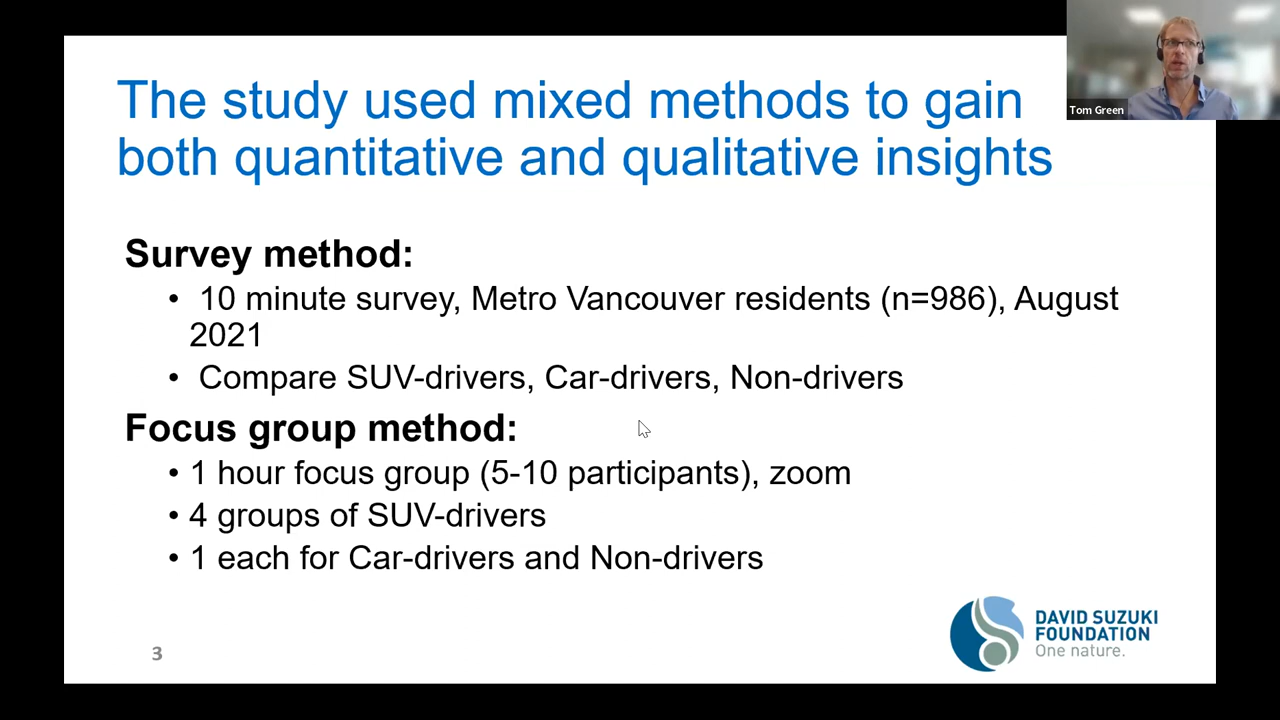 The study used mixed methods to gain
both quantitative and qualitative insights
Tom Green
Survey method:
• 10 minute survey, Metro Vancouver residents (n=986), August
2021
• Compare SUV-drivers, Car-drivers, Non-drivers
Focus group method:
• 1 hour focus group (5-10 participants), zoom
• 4 groups of SUV-drivers
• 1 each for Car-drivers and Non-drivers
DAVID SUZUKI
FOUNDATION
One nature.
3